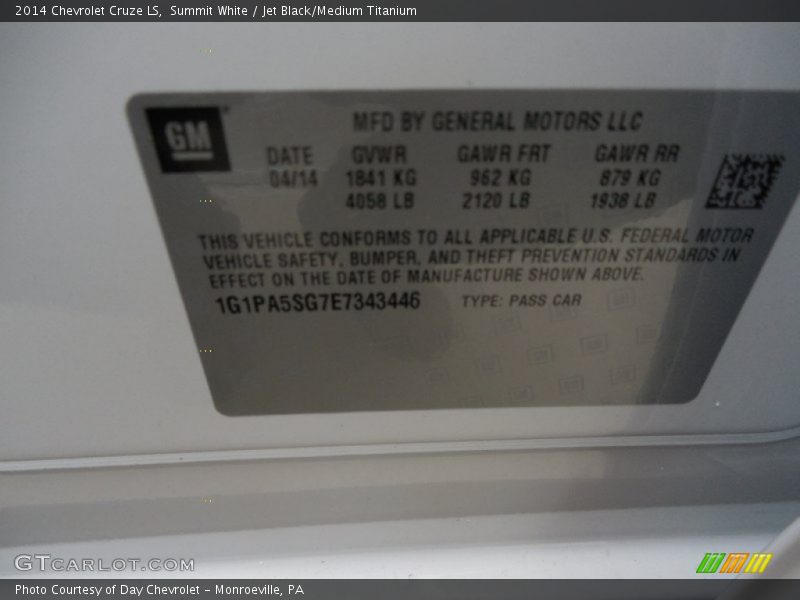 2014 Chevrolet Cruze LS, Summit White / Jet Black/Medium Titanium
GM
MFD BY GENERAL MOTORS LLC
DATE GVWR GAWR FRT GAWR RR
04/14 1841 KG 962 KG 879 KG
4058 LB 2120 LB 1938 LB
THIS VEHICLE CONFORMS TO ALL APPLICABLE U.S. FEDERAL MOTOR
VEHICLE SAFETY, BUMPER, AND THEFT PREVENTION STANDARDS IN
EFFECT ON THE DATE OF MANUFACTURE SHOWN ABOVE.
1G1PA5SG7E7343446 TYPE: PASS CAR
GTCARLOT.COM
Photo Courtesy of Day Chevrolet - Monroeville, PA